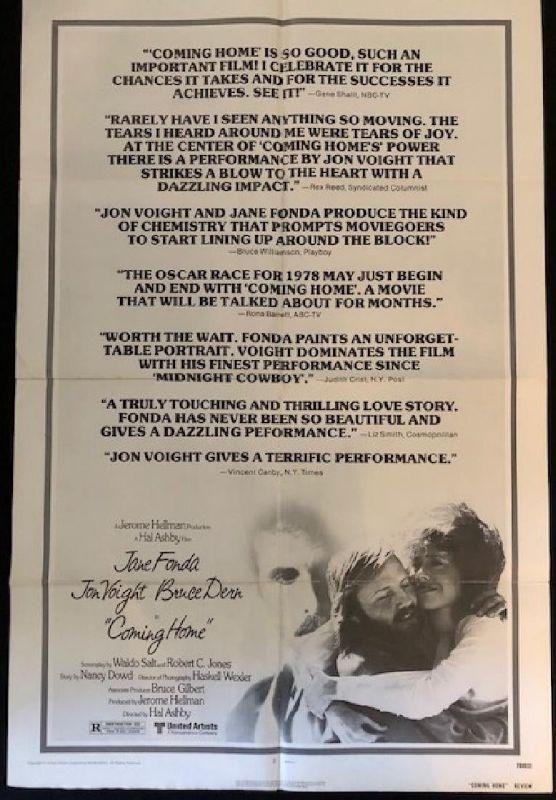 "'COMING HOME' IS SO GOOD, SUCH AN
IMPORTANT FILM! I CELEBRATE IT FOR THE
CHANCES IT TAKES AND FOR THE SUCCESSES IT
ACHIEVES. SEE IT!" —Gene Shalit, NBC-TV
"RARELY HAVE I SEEN ANYTHING SO MOVING. THE
TEARS I HEARD AROUND ME WERE TEARS OF JOY.
AT THE CENTER OF 'COMING HOME'S' POWER
THERE IS A PERFORMANCE BY JON VOIGHT THAT
STRIKES A BLOW TO THE HEART WITH A
DAZZLING IMPACT." —Rex Reed, Syndicated Columnist
"JON VOIGHT AND JANE FONDA PRODUCE THE KIND
OF CHEMISTRY THAT PROMPTS MOVIEGOERS
TO START LINING UP AROUND THE BLOCK!"
—Bruce Williamson, Playboy
"THE OSCAR RACE FOR 1978 MAY JUST BEGIN
AND END WITH 'COMING HOME'. A MOVIE
THAT WILL BE TALKED ABOUT FOR MONTHS."
—Rona Barrett, ABC-TV
"WORTH THE WAIT. FONDA PAINTS AN UNFORGET-
TABLE PORTRAIT. VOIGHT DOMINATES THE FILM
WITH HIS FINEST PERFORMANCE SINCE
'MIDNIGHT COWBOY'." —Judith Crist, N.Y. Post
"A TRULY TOUCHING AND THRILLING LOVE STORY.
FONDA HAS NEVER BEEN SO BEAUTIFUL AND
GIVES A DAZZLING PEFORMANCE." —Liz Smith, Cosmopolitan
"JON VOIGHT GIVES A TERRIFIC PERFORMANCE."
—Vincent Canby, N.Y. Times
A Jerome Hellman Production
A Hal Ashby Film
Jane Fonda
Jon Voight Bruce Dern
in
"Coming Home"
Screenplay by Waldo Salt and Robert C. Jones
Story by Nancy Dowd Director of Photography Haskell Wexler
Associate Producer Bruce Gilbert
Produced by Jerome Hellman
Directed by Hal Ashby
R RESTRICTED
United Artists
A Transamerica Company
"COMING HOME" REVIEW